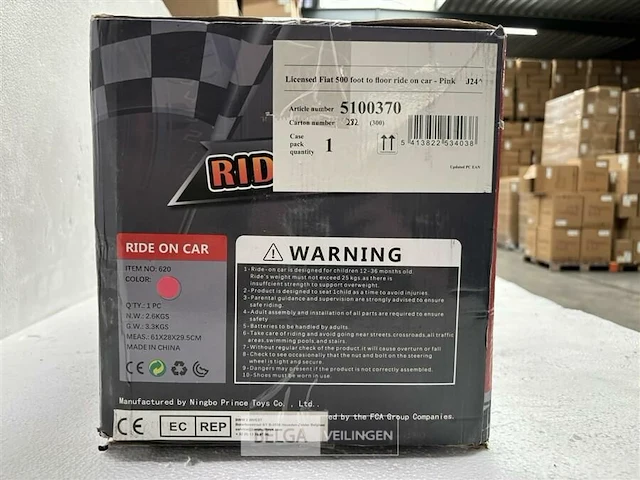 Licensed Fiat 500 foot to floor ride on car - Pink
Article number 5100370
Carton number 272 (300)
Case pack quantity 1
5 413822 534038
Updated PC EAN
RID
RIDE ON CAR
ITEM NO: 620
COLOR:
Q'TY.: 1 PC
N.W.: 2.6KGS
G.W.: 3.3KGS
MEAS.: 61X28X29.5CM
MADE IN CHINA
CE
WARNING
1-Ride-on car is designed for children 12-36 months old.
Ride's weight must not exceed 25 kgs.as there is
insufficient strength to support overweight.
2-Product is designed to seat 1child as a time to avoid injuries.
3-Parental guidance and supervision are strongly advised to ensure
safe riding.
4-Adult assembly and installation of all parts are required to ensure
safety
5-Batteries to be handled by adults.
6-Take care of riding and avoid going near streets,crossroads,all traffic
areas,swimming pools,and stairs.
7-Without regular check of the product,it will cause overturn or fall
8-Check to see occasionally that the nut and bolt on the steering
wheel is tight and secure.
9-Dangers may present if the product is not correctly assembled.
10-Shoes must be worn in use.
Manufactured by Ningbo Prince Toys Co., Ltd..
ed by the FCA Group Companies.
CE EC REP
BELGA VEILINGEN